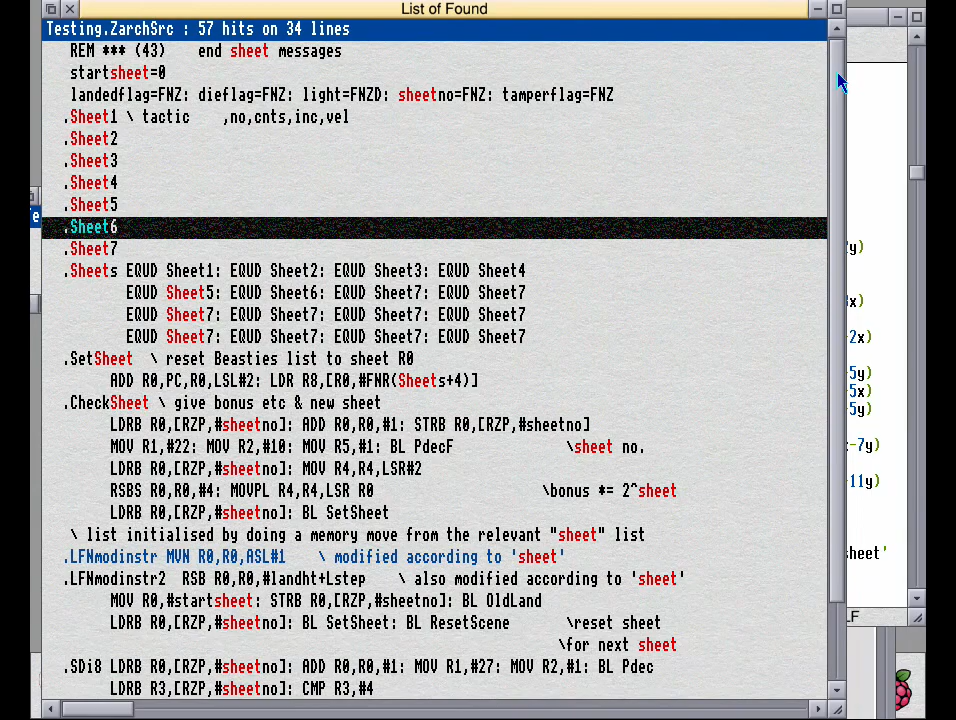 List of Found
Testing.ZarchSrc : 57 hits on 34 lines
REM *** (43)    end sheet messages
startsheet=0
landedflag=FNZ: dieflag=FNZ: light=FNZD: sheetno=FNZ: tamperflag=FNZ
.Sheet1 \ tactic    ,no,cnts,inc,vel
.Sheet2
.Sheet3
.Sheet4
.Sheet5
.Sheet6
.Sheet7
.Sheets EQUD Sheet1: EQUD Sheet2: EQUD Sheet3: EQUD Sheet4
EQUD Sheet5: EQUD Sheet6: EQUD Sheet7: EQUD Sheet7
EQUD Sheet7: EQUD Sheet7: EQUD Sheet7: EQUD Sheet7
EQUD Sheet7: EQUD Sheet7: EQUD Sheet7: EQUD Sheet7
.SetSheet  \ reset Beasties list to sheet R0
ADD R0,PC,R0,LSL#2: LDR R8,[R0,#FNR(Sheets+4)]
.CheckSheet \ give bonus etc & new sheet
LDRB R0,[RZP,#sheetno]: ADD R0,R0,#1: STRB R0,[RZP,#sheetno]
MOV R1,#22: MOV R2,#10: MOV R5,#1: BL PdecF    \sheet no.
LDRB R0,[RZP,#sheetno]: MOV R4,R4,LSR#2
RSBS R0,R0,#4: MOVPL R4,R4,LSR R0    \bonus *= 2^sheet
LDRB R0,[RZP,#sheetno]: BL SetSheet
\ list initialised by doing a memory move from the relevant "sheet" list
.LFNmodinstr MVN R0,R0,ASL#1    \ modified according to 'sheet'
.LFNmodinstr2  RSB R0,R0,#landht+Lstep    \ also modified according to 'sheet'
MOV R0,#startsheet: STRB R0,[RZP,#sheetno]: BL OldLand
LDRB R0,[RZP,#sheetno]: BL SetSheet: BL ResetScene    \reset sheet
\for next sheet
.SDi8 LDRB R0,[RZP,#sheetno]: ADD R0,R0,#1: MOV R1,#27: MOV R2,#1: BL Pdec
LDRB R3,[RZP,#sheetno]: CMP R3,#4
e
y)
x)
2x)
5y)
5x)
5y)
-7y)
11y)
sheet'
LF